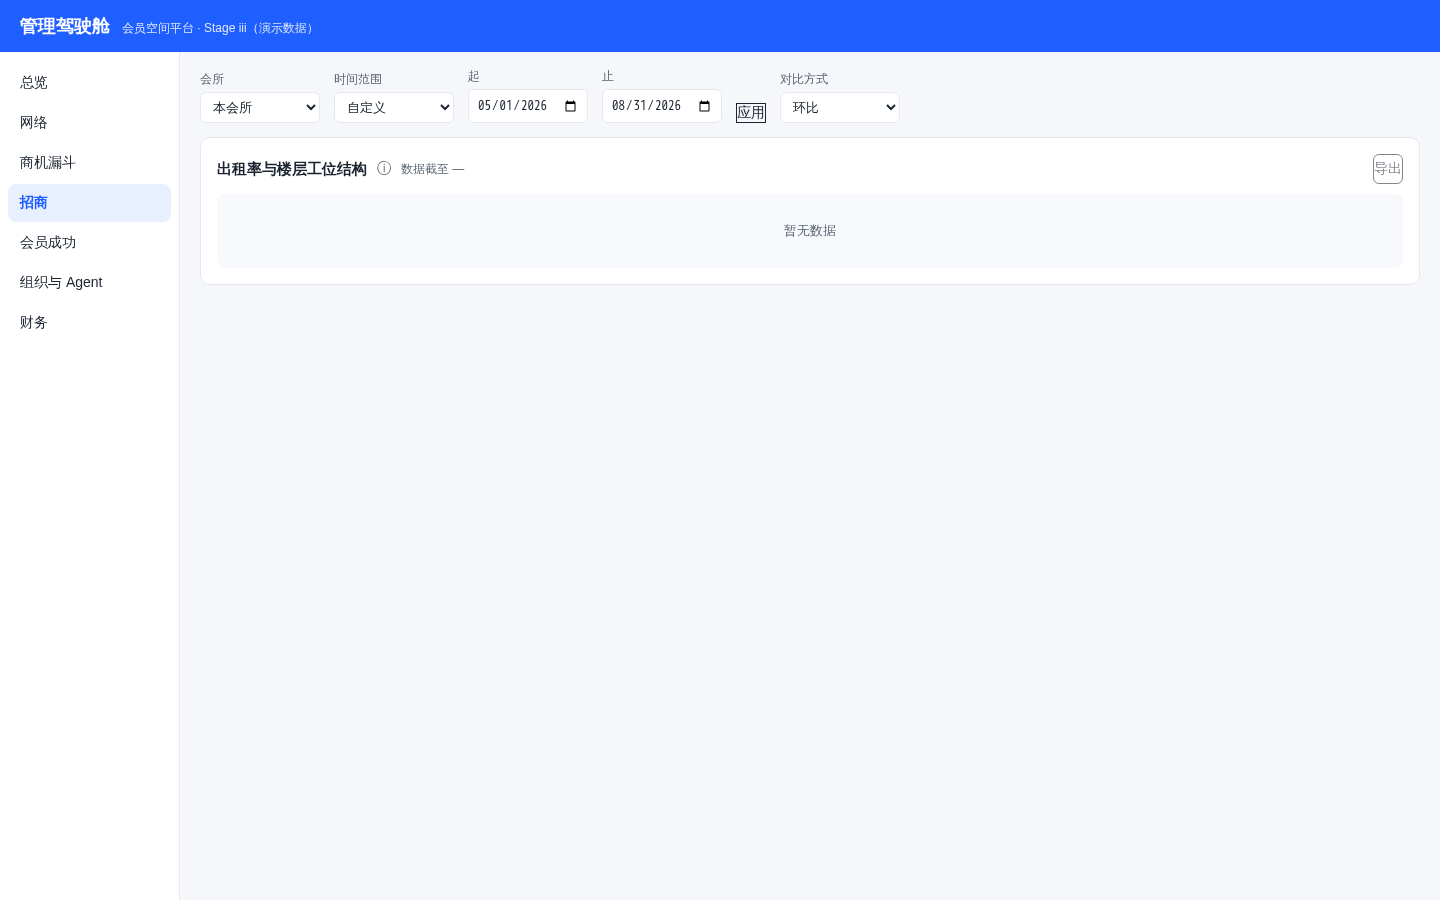 管理驾驶舱 会员空间平台 · Stage iii（演示数据）
总览
网络
商机漏斗
招商
会员成功
组织与 Agent
财务
会所 时间范围 起 止 对比方式
本会所 自定义 05/01/2026 08/31/2026 应用 环比
出租率与楼层工位结构 ⓘ 数据截至 — 导出
暂无数据